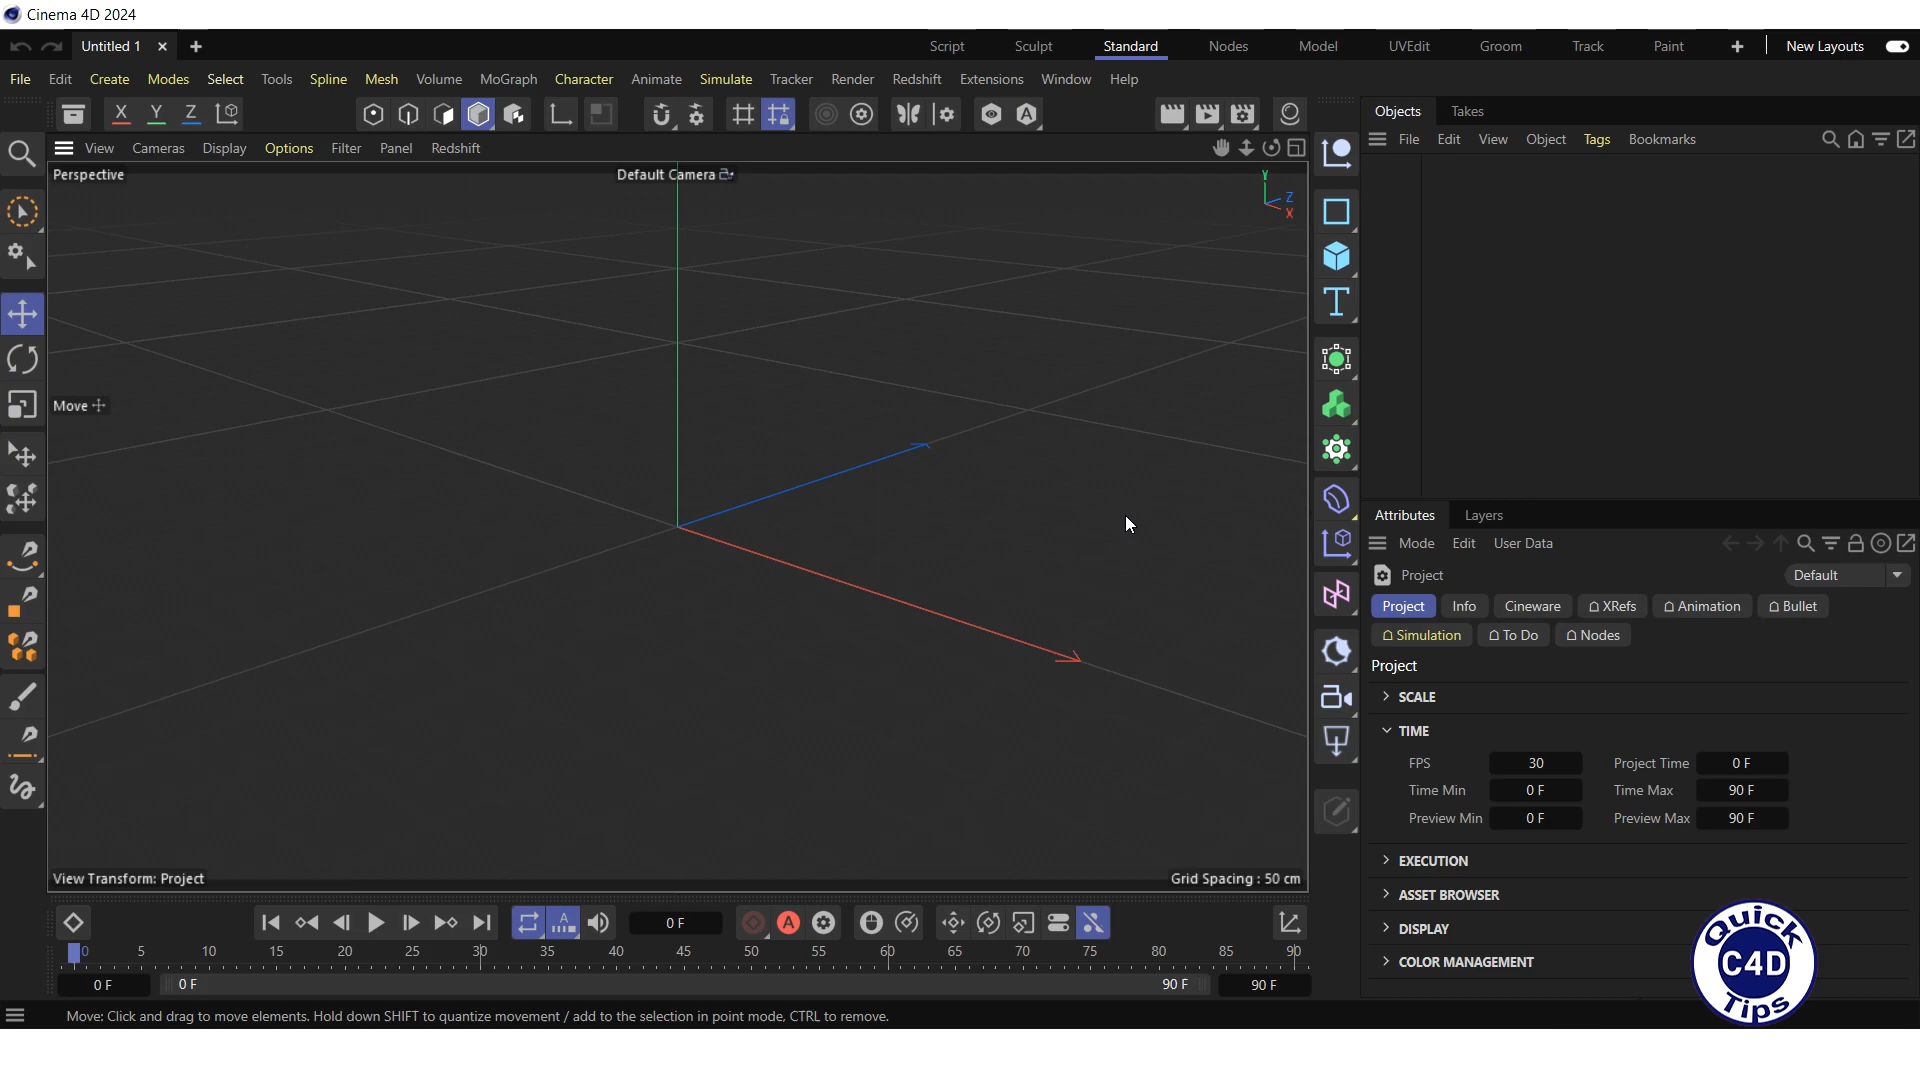 Cinema 4D 2024
Untitled 1
Script Sculpt Standard Nodes Model UVEdit Groom Track Paint New Layouts
File Edit Create Modes Select Tools Spline Mesh Volume MoGraph Character Animate Simulate Tracker Render Redshift Extensions Window Help
X Y Z
Objects Takes
View Cameras Display Options Filter Panel Redshift
File Edit View Object Tags Bookmarks
Perspective
Default Camera
Y
Z
X
Move
View Transform: Project
Grid Spacing : 50 cm
Attributes Layers
Mode Edit User Data
Project
Default
Project Info Cineware XRefs Animation Bullet
Simulation To Do Nodes
Project
SCALE
TIME
FPS 30 Project Time 0 F
Time Min 0 F Time Max 90 F
Preview Min 0 F Preview Max 90 F
EXECUTION
ASSET BROWSER
DISPLAY
COLOR MANAGEMENT
A
0 F
A
0 5 10 15 20 25 30 35 40 45 50 55 60 65 70 75 80 85 90
0 F 0 F 90 F 90 F
Move: Click and drag to move elements. Hold down SHIFT to quantize movement / add to the selection in point mode, CTRL to remove.
Quick
C4D
Tips